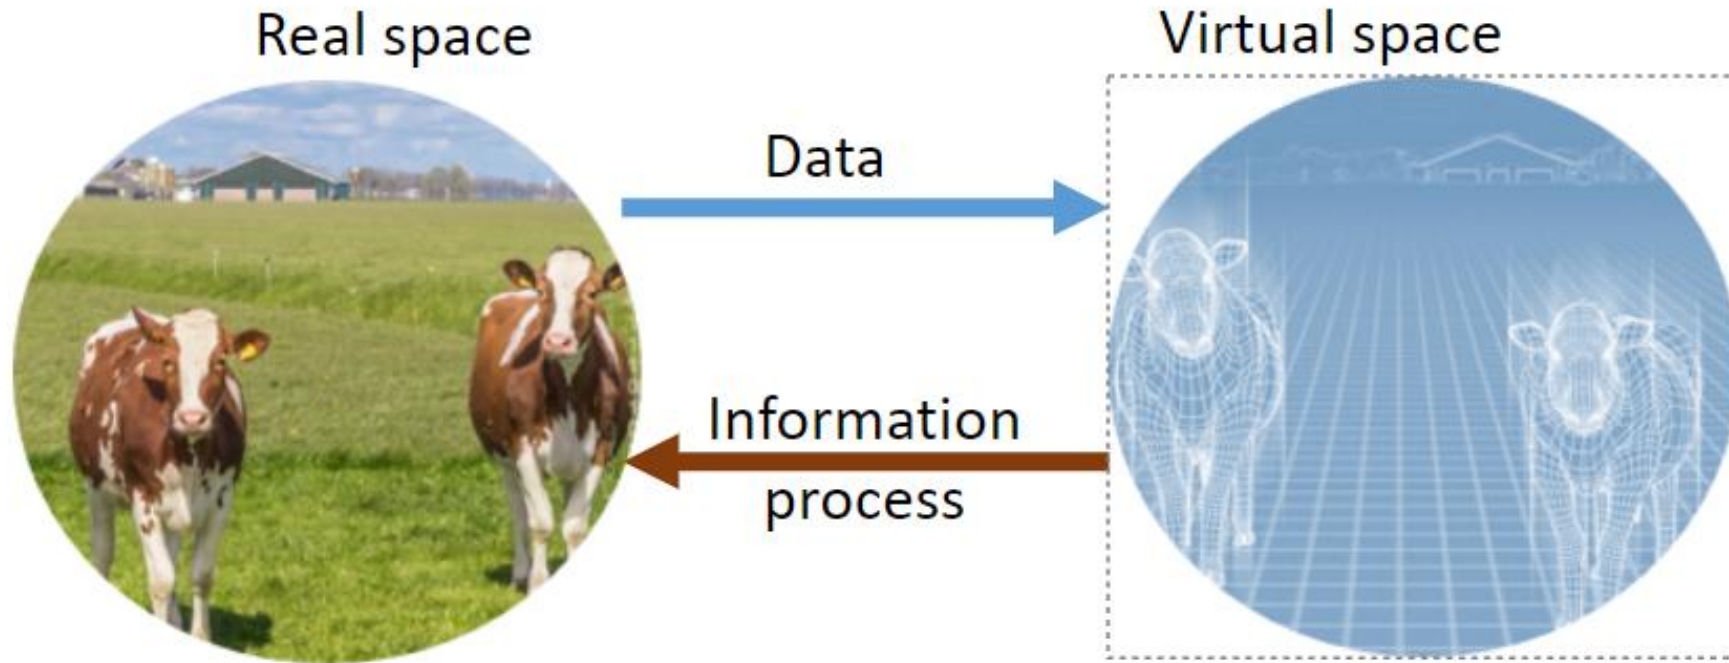 Real space
Virtual space
Data
Information
process